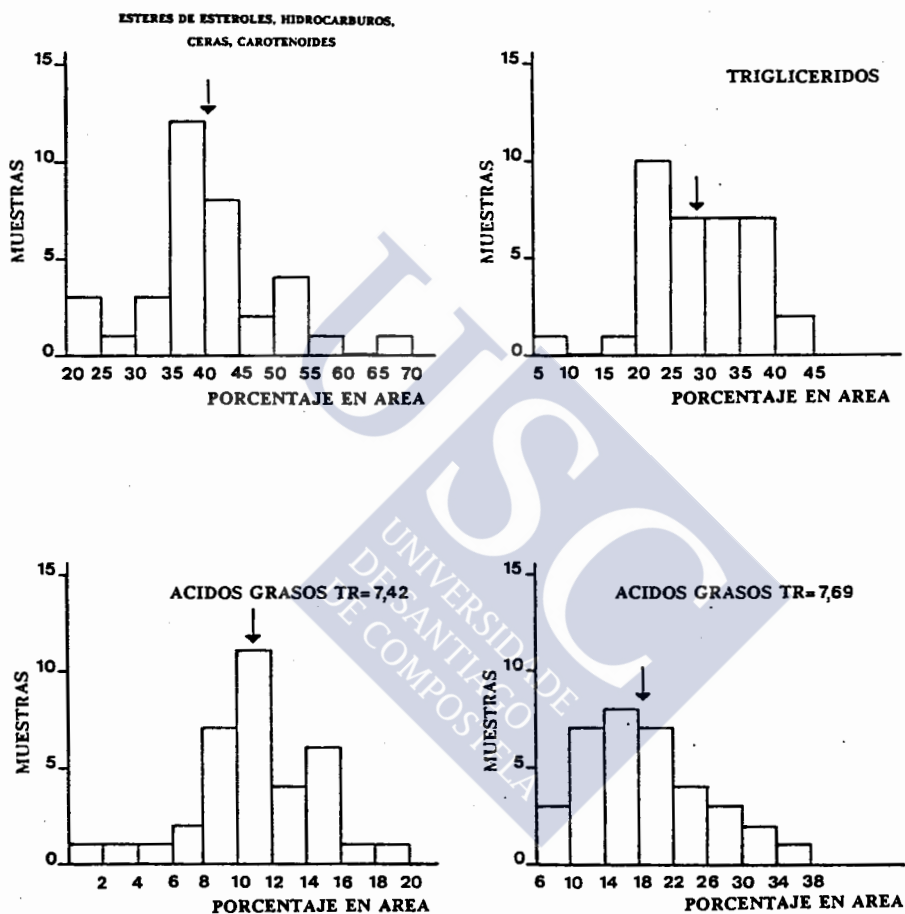 ESTERES DE ESTEROLES, HIDROCARBUROS,
CERAS, CAROTENOIDES
15
10
5
0
MUESTRAS
20 25 30 35 40 45 50 55 60 65 70
PORCENTAJE EN AREA
TRIGLICERIDOS
15
10
5
0
MUESTRAS
5 10 15 20 25 30 35 40 45
PORCENTAJE EN AREA
ACIDOS GRASOS TR= 7,42
15
10
5
0
MUESTRAS
2 4 6 8 10 12 14 16 18 20
PORCENTAJE EN AREA
ACIDOS GRASOS TR= 7,69
15
10
5
0
MUESTRAS
6 10 14 18 22 26 30 34 38
PORCENTAJE EN AREA
USC
UNIVERSIDADE
DE SANTIAGO
DE COMPOSTELA